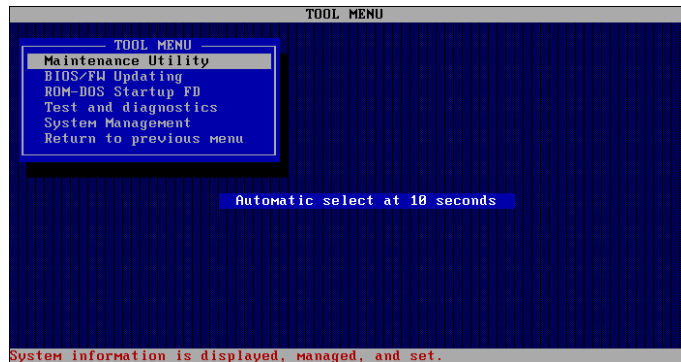 TOOL MENU
TOOL MENU
Maintenance Utility
BIOS/FW Updating
ROM-DOS Startup FD
Test and diagnostics
System Management
Return to previous menu
Automatic select at 10 seconds
System information is displayed, managed, and set.